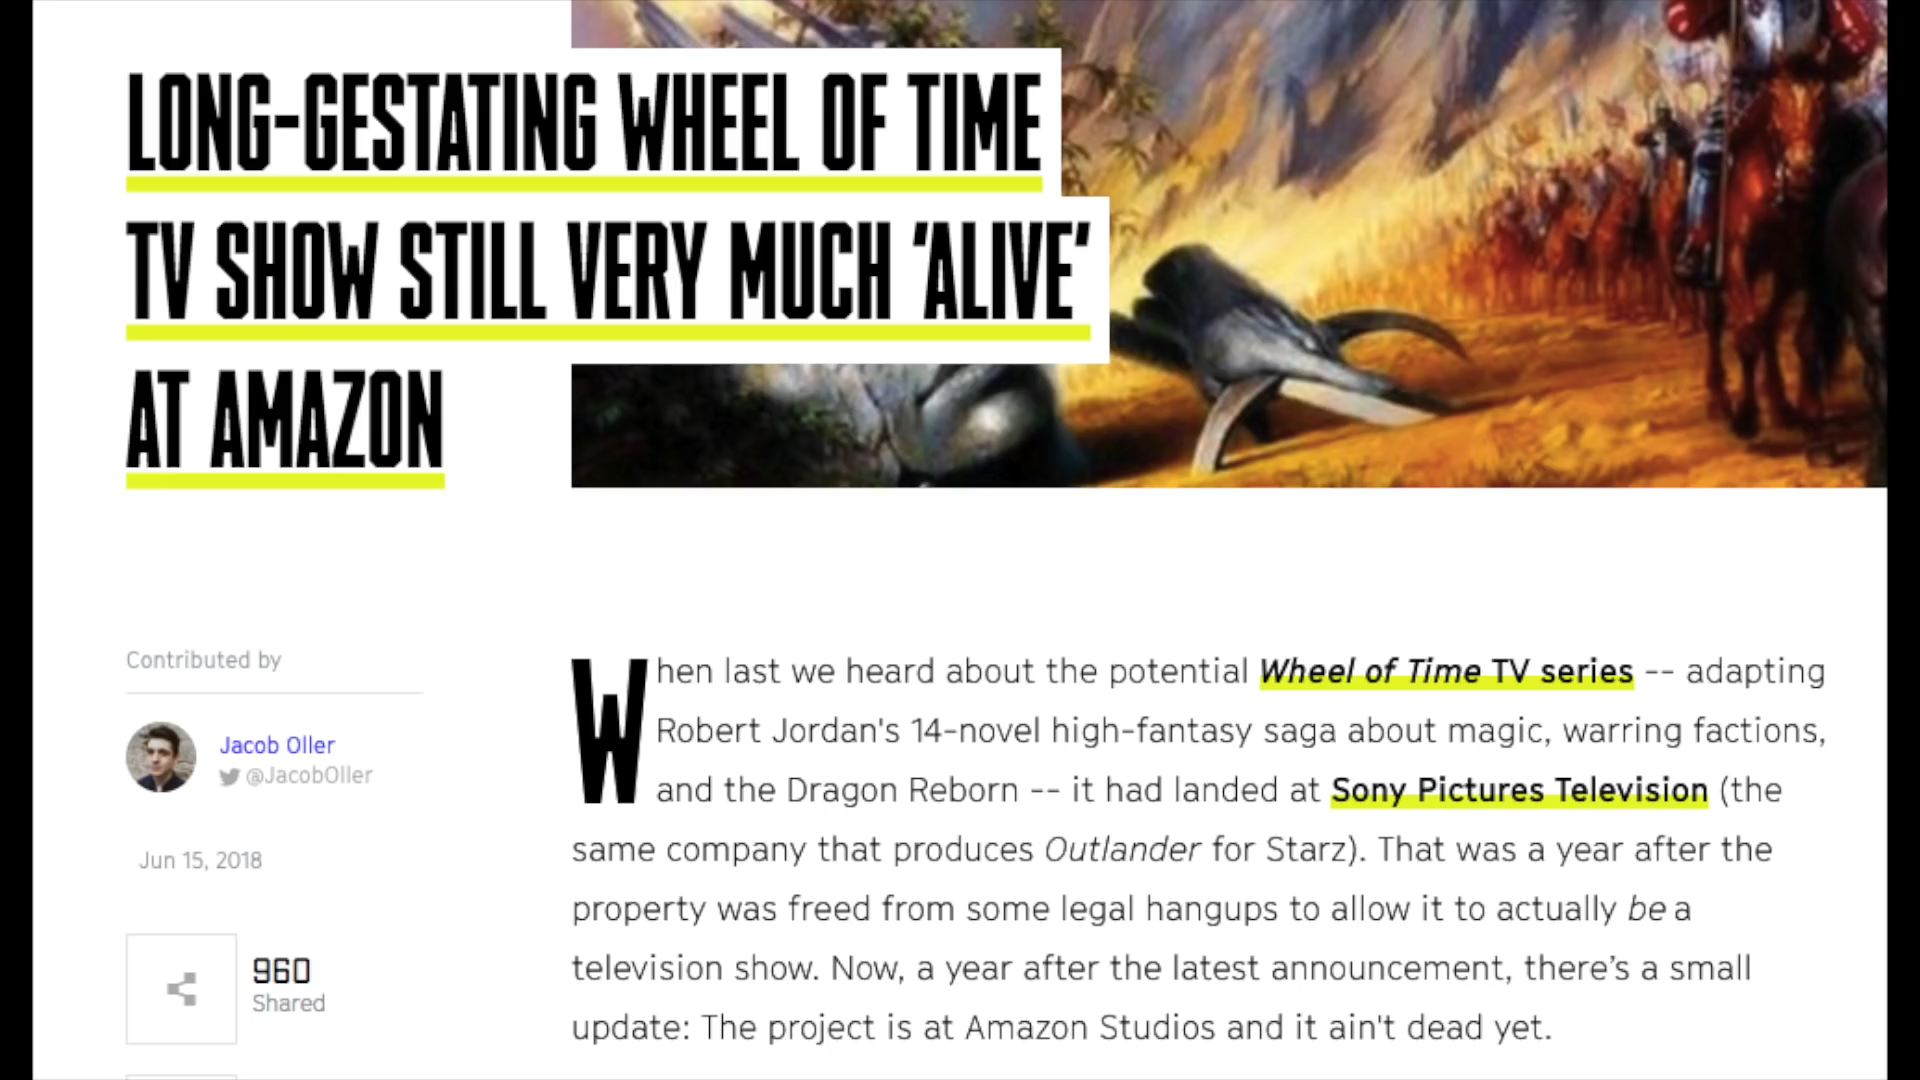 LONG-GESTATING WHEEL OF TIME
TV SHOW STILL VERY MUCH ‘ALIVE’
AT AMAZON
Contributed by
Jacob Oller
@JacobOller
Jun 15, 2018
960
Shared
When last we heard about the potential Wheel of Time TV series -- adapting
Robert Jordan's 14-novel high-fantasy saga about magic, warring factions,
and the Dragon Reborn -- it had landed at Sony Pictures Television (the
same company that produces Outlander for Starz). That was a year after the
property was freed from some legal hangups to allow it to actually be a
television show. Now, a year after the latest announcement, there’s a small
update: The project is at Amazon Studios and it ain't dead yet.